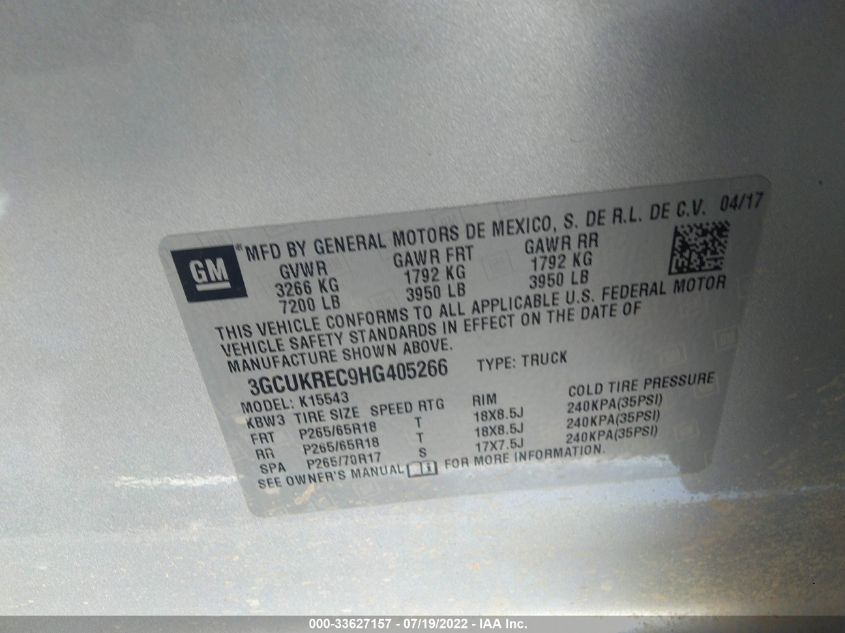 GM
® MFD BY GENERAL MOTORS DE MEXICO, S. DE R.L. DE C.V. 04/17
GVWR GAWR FRT GAWR RR
3266 KG 1792 KG 1792 KG
7200 LB 3950 LB 3950 LB
THIS VEHICLE CONFORMS TO ALL APPLICABLE U.S. FEDERAL MOTOR
VEHICLE SAFETY STANDARDS IN EFFECT ON THE DATE OF
MANUFACTURE SHOWN ABOVE.
3GCUKREC9HG405266 TYPE: TRUCK
MODEL: K15543
KBW3 TIRE SIZE SPEED RTG RIM COLD TIRE PRESSURE
FRT P265/65R18 T 18X8.5J 240KPA(35PSI)
RR P265/65R18 T 18X8.5J 240KPA(35PSI)
SPA P265/70R17 S 17X7.5J 240KPA(35PSI)
SEE OWNER'S MANUAL FOR MORE INFORMATION.
000-33627157 - 07/19/2022 - IAA Inc.